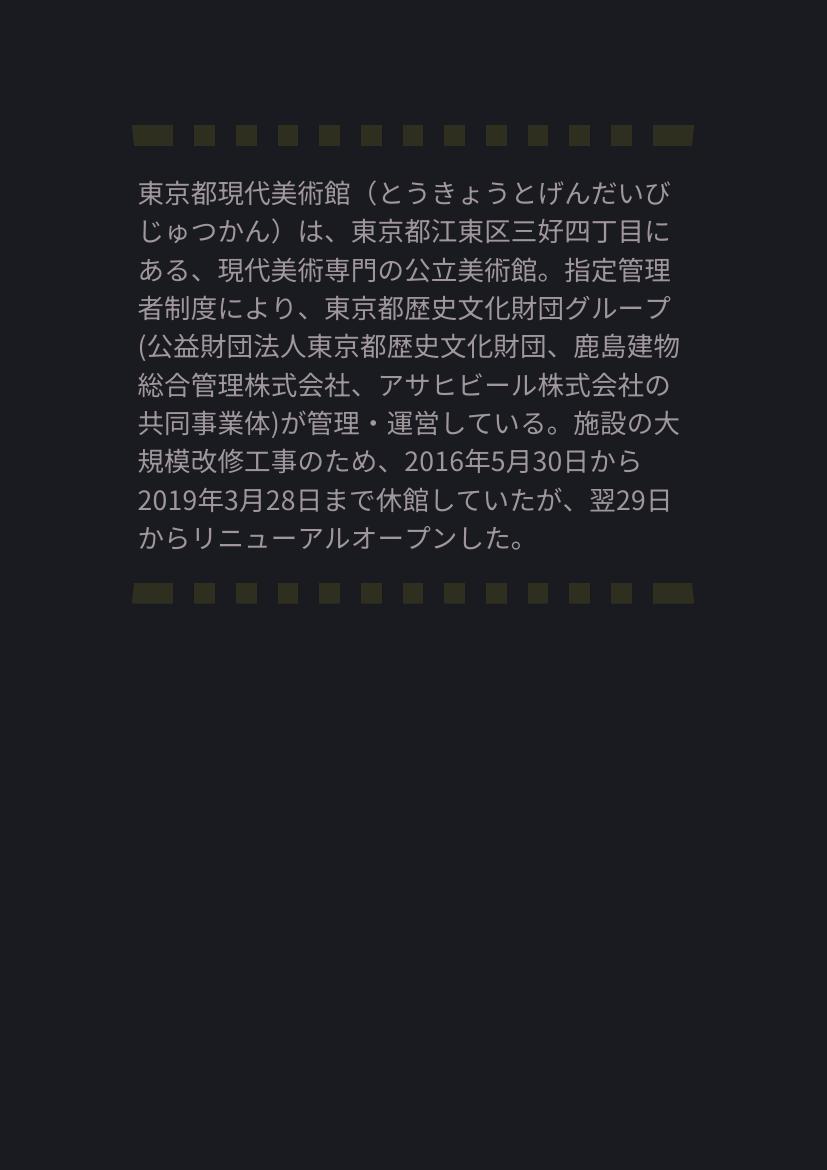 東京都現代美術館（とうきょうとげんだいび
じゅつかん）は、東京都江東区三好四丁目に
ある、現代美術専門の公立美術館。指定管理
者制度により、東京都歴史文化財団グループ
(公益財団法人東京都歴史文化財団、鹿島建物
総合管理株式会社、アサヒビール株式会社の
共同事業体)が管理・運営している。施設の大
規模改修工事のため、2016年5月30日から
2019年3月28日まで休館していたが、翌29日
からリニューアルオープンした。